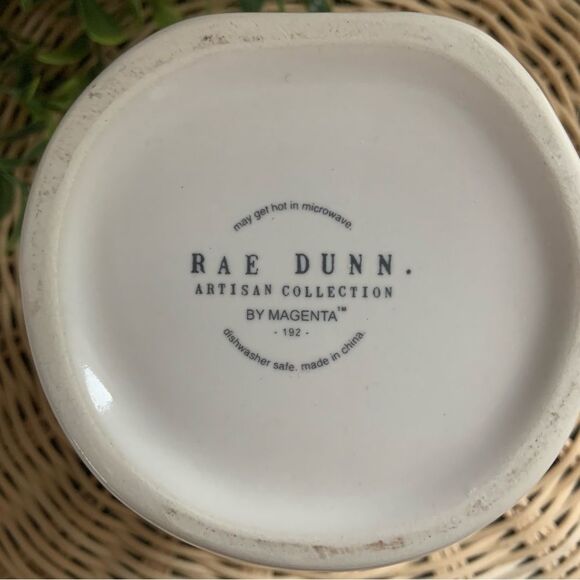 may get hot in microwave.
RAE DUNN.
ARTISAN COLLECTION
BY MAGENTA™
- 192 -
dishwasher safe. made in china.